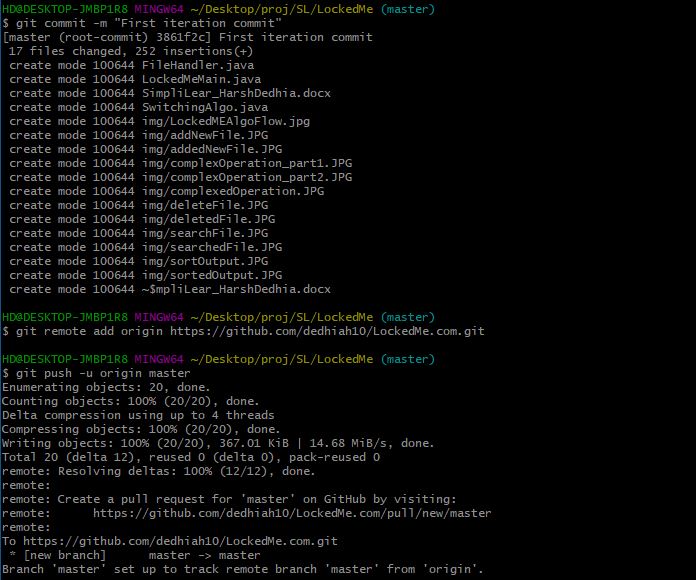 HD@DESKTOP-JMBP1R8 MINGW64 ~/Desktop/proj/SL/LockedMe (master)
$ git commit -m "First iteration commit"
[master (root-commit) 3861f2c] First iteration commit
 17 files changed, 252 insertions(+)
 create mode 100644 FileHandler.java
 create mode 100644 LockedMeMain.java
 create mode 100644 SimpliLear_HarshDedhia.docx
 create mode 100644 SwitchingAlgo.java
 create mode 100644 img/LockedMEAlgoFlow.jpg
 create mode 100644 img/addNewFile.JPG
 create mode 100644 img/addedNewFile.JPG
 create mode 100644 img/complexOperation_part1.JPG
 create mode 100644 img/complexOperation_part2.JPG
 create mode 100644 img/complexedOperation.JPG
 create mode 100644 img/deleteFile.JPG
 create mode 100644 img/deletedFile.JPG
 create mode 100644 img/searchFile.JPG
 create mode 100644 img/searchedFile.JPG
 create mode 100644 img/sortOutput.JPG
 create mode 100644 img/sortedOutput.JPG
 create mode 100644 ~$mpliLear_HarshDedhia.docx
HD@DESKTOP-JMBP1R8 MINGW64 ~/Desktop/proj/SL/LockedMe (master)
$ git remote add origin https://github.com/dedhiah10/LockedMe.com.git
HD@DESKTOP-JMBP1R8 MINGW64 ~/Desktop/proj/SL/LockedMe (master)
$ git push -u origin master
Enumerating objects: 20, done.
Counting objects: 100% (20/20), done.
Delta compression using up to 4 threads
Compressing objects: 100% (20/20), done.
Writing objects: 100% (20/20), 367.01 KiB | 14.68 MiB/s, done.
Total 20 (delta 12), reused 0 (delta 0), pack-reused 0
remote: Resolving deltas: 100% (12/12), done.
remote:
remote: Create a pull request for 'master' on GitHub by visiting:
remote:      https://github.com/dedhiah10/LockedMe.com/pull/new/master
remote:
To https://github.com/dedhiah10/LockedMe.com.git
 * [new branch]      master -> master
Branch 'master' set up to track remote branch 'master' from 'origin'.